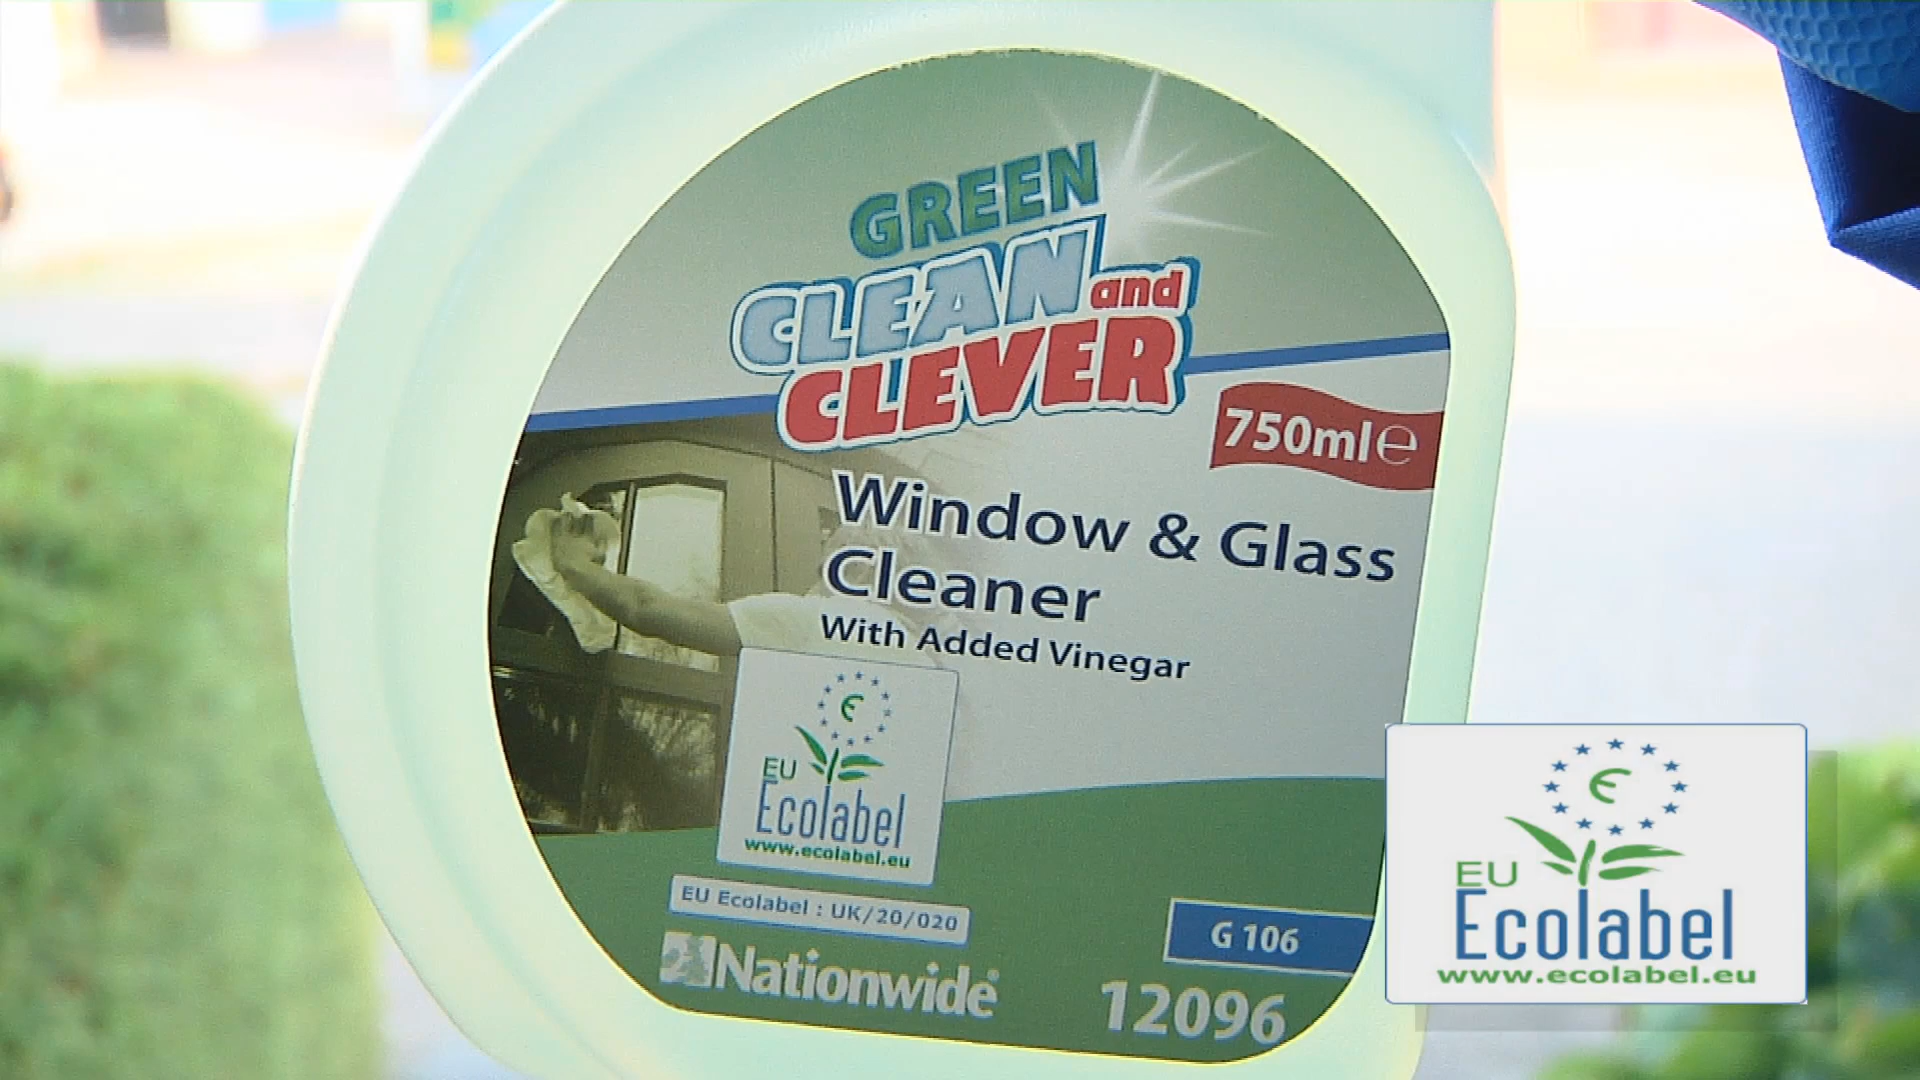 GREEN
CLEAN and
CLEVER
750ml ℮
Window & Glass
Cleaner
With Added Vinegar
EU
Ecolabel
www.ecolabel.eu
EU Ecolabel : UK/20/020
Nationwide®
G 106
12096
EU
Ecolabel
www.ecolabel.eu